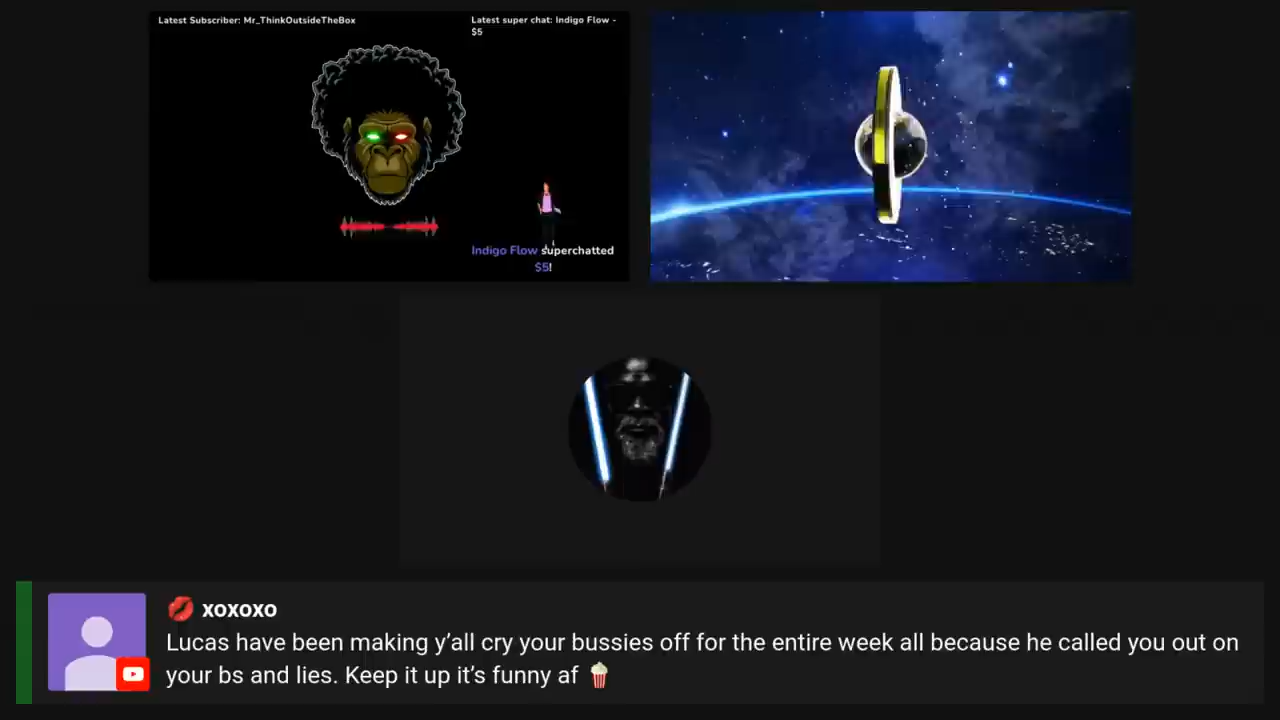 Latest Subscriber: Mr_ThinkOutsideTheBox
Latest super chat: Indigo Flow -
$5
Indigo Flow superchatted
$5!
💋 xoxoxo
Lucas have been making y’all cry your bussies off for the entire week all because he called you out on
your bs and lies. Keep it up it’s funny af 🍿